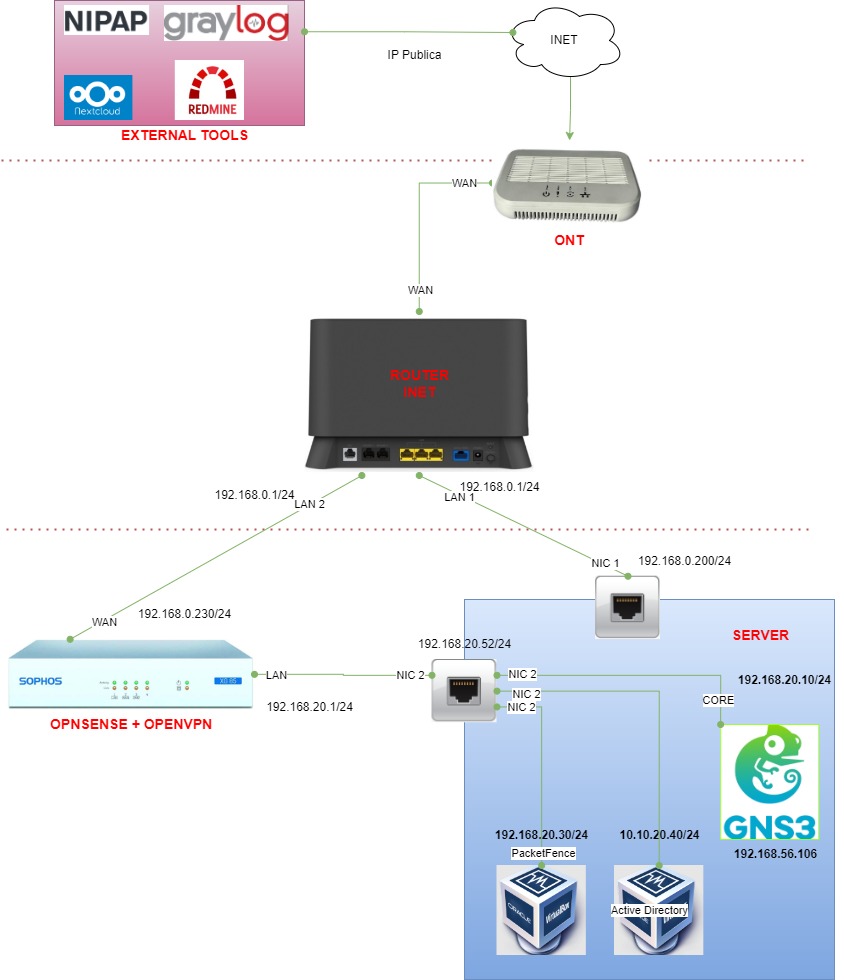 NIPAP
graylog
nextcloud
REDMINE
EXTERNAL TOOLS
IP Publica
INET
WAN
ONT
WAN
ROUTER
INET
192.168.0.1/24
LAN 2
192.168.0.1/24
LAN 1
NIC 1
192.168.0.200/24
WAN
192.168.0.230/24
SERVER
192.168.20.52/24
SOPHOS
XG 85
LAN
NIC 2
NIC 2
NIC 2
NIC 2
192.168.20.10/24
192.168.20.1/24
CORE
OPNSENSE + OPENVPN
GNS3
192.168.20.30/24
10.10.20.40/24
PacketFence
192.168.56.106
ORACLE
VirtualBox
Active Directory